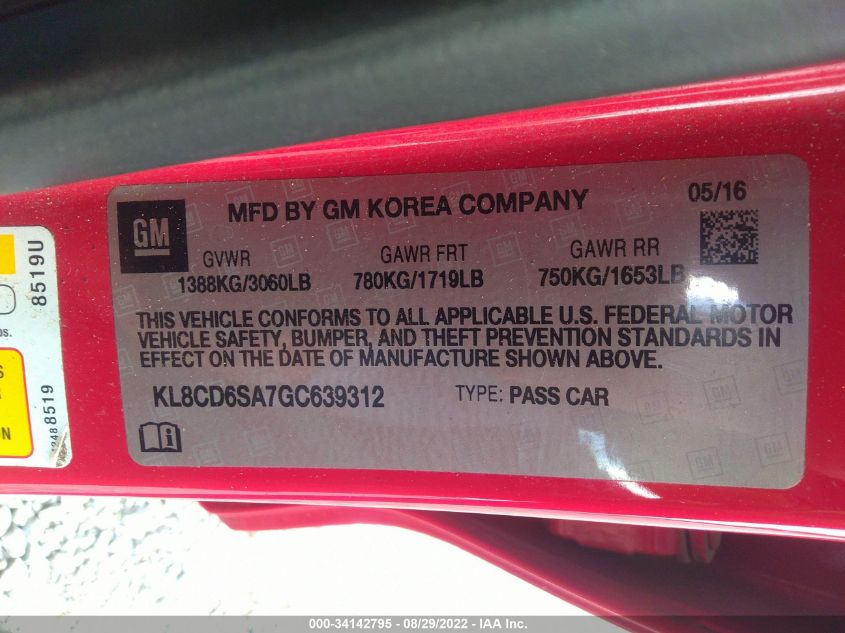 GM
MFD BY GM KOREA COMPANY
05/16
GVWR
GAWR FRT
GAWR RR
1388KG/3060LB
780KG/1719LB
750KG/1653LB
THIS VEHICLE CONFORMS TO ALL APPLICABLE U.S. FEDERAL MOTOR
VEHICLE SAFETY, BUMPER, AND THEFT PREVENTION STANDARDS IN
EFFECT ON THE DATE OF MANUFACTURE SHOWN ABOVE.
KL8CD6SA7GC639312
TYPE: PASS CAR
8519U
8519
000-34142795 - 08/29/2022 - IAA Inc.